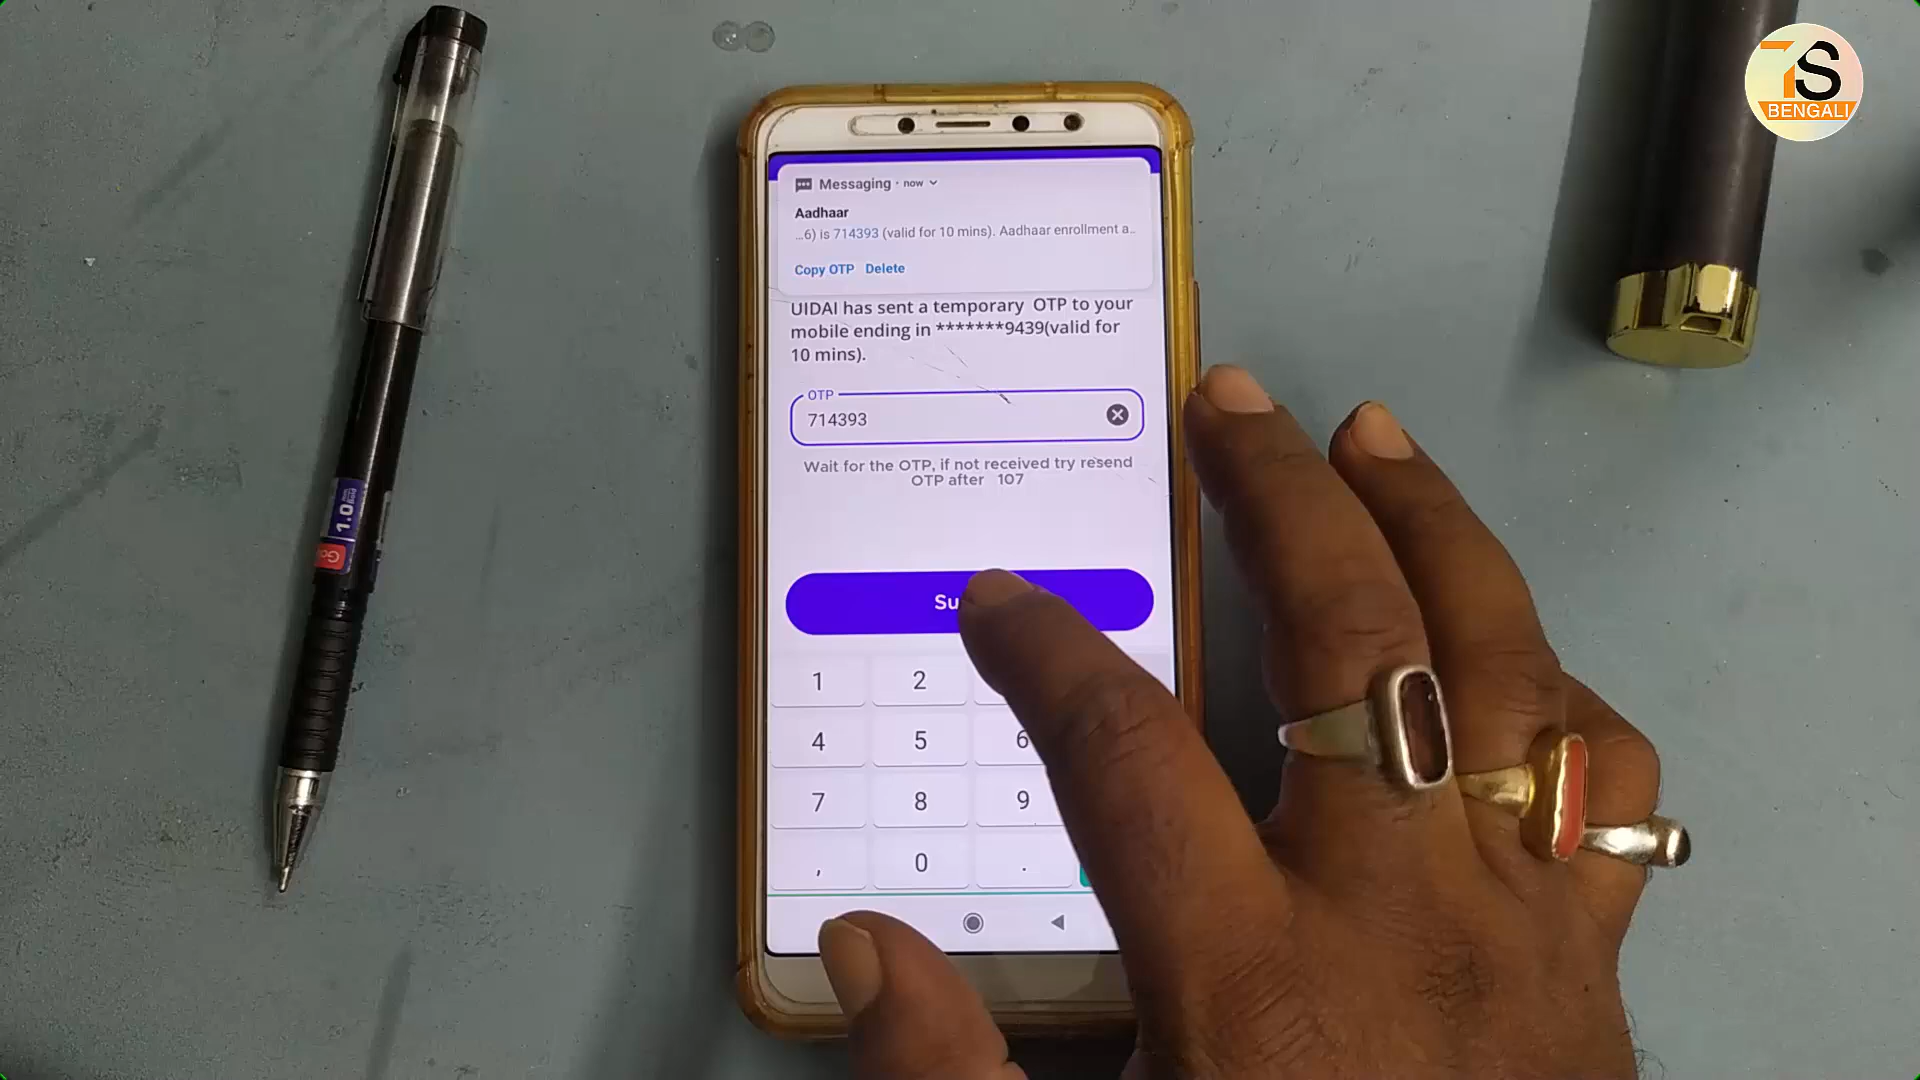 7S
BENGALI
Messaging · now
Aadhaar
...6) is 714393 (valid for 10 mins). Aadhaar enrollment a..
Copy OTP Delete
UIDAI has sent a temporary OTP to your
mobile ending in *******9439(valid for
10 mins).
OTP
714393
Wait for the OTP, if not received try resend
OTP after 107
Su
1 2
4 5 6
7 8 9
, 0 .
1.0